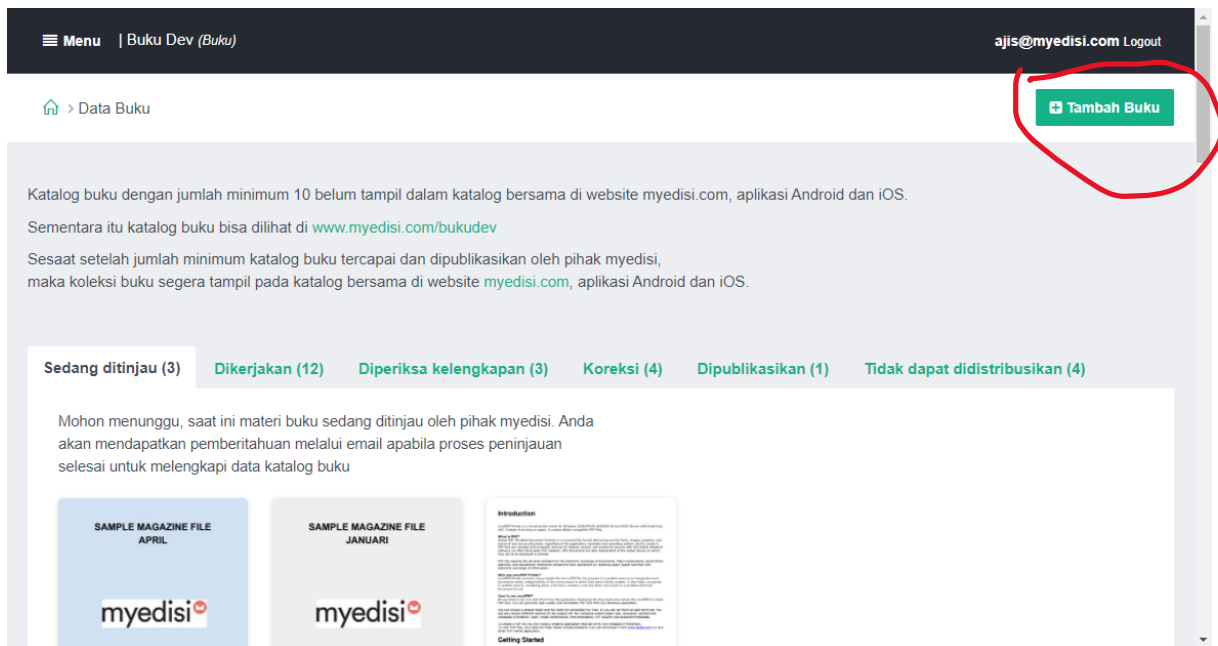 Menu | Buku Dev (Buku)
ajis@myedisi.com Logout
> Data Buku
Tambah Buku
Katalog buku dengan jumlah minimum 10 belum tampil dalam katalog bersama di website myedisi.com, aplikasi Android dan iOS.
Sementara itu katalog buku bisa dilihat di www.myedisi.com/bukudev
Sesaat setelah jumlah minimum katalog buku tercapai dan dipublikasikan oleh pihak myedisi,
maka koleksi buku segera tampil pada katalog bersama di website myedisi.com, aplikasi Android dan iOS.
Sedang ditinjau (3) Dikerjakan (12) Diperiksa kelengkapan (3) Koreksi (4) Dipublikasikan (1) Tidak dapat didistribusikan (4)
Mohon menunggu, saat ini materi buku sedang ditinjau oleh pihak myedisi. Anda
akan mendapatkan pemberitahuan melalui email apabila proses peninjauan
selesai untuk melengkapi data katalog buku
SAMPLE MAGAZINE FILE
APRIL
myedisi
SAMPLE MAGAZINE FILE
JANUARI
myedisi
Introduction
What is PDF?
Getting Started